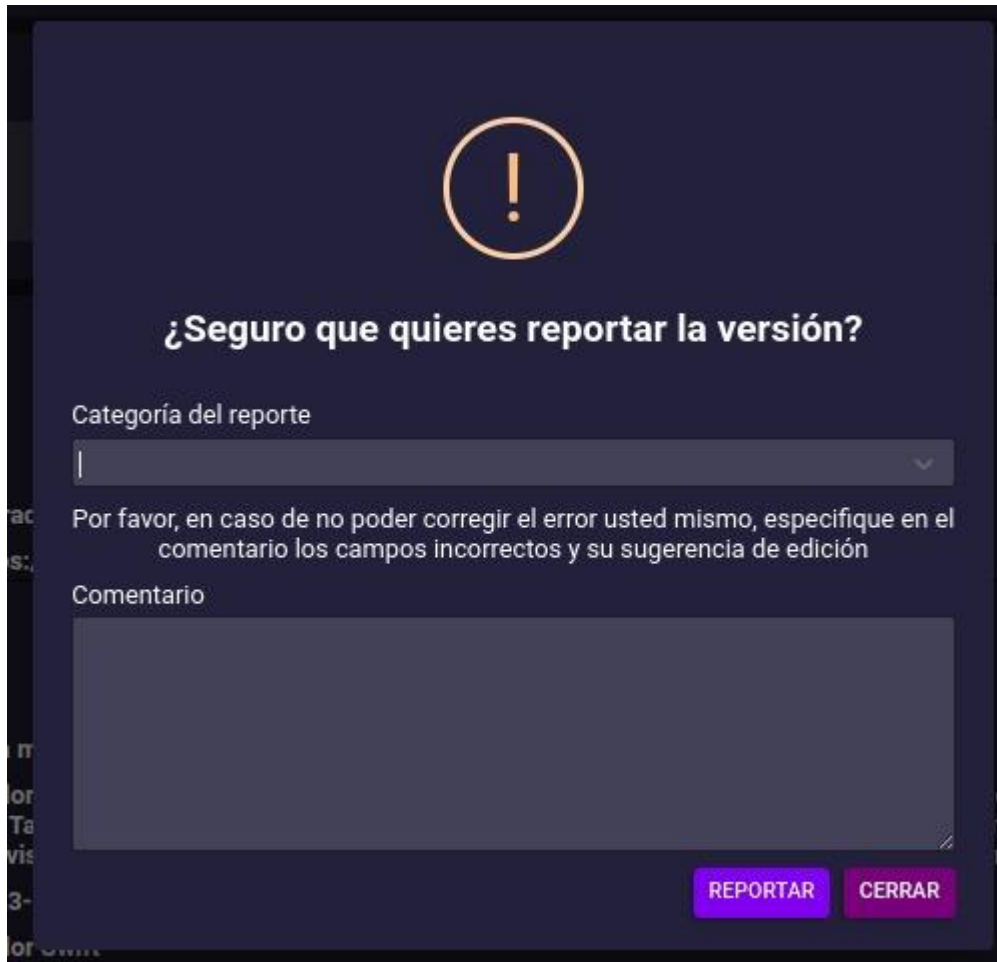 !
¿Seguro que quieres reportar la versión?
Categoría del reporte
Por favor, en caso de no poder corregir el error usted mismo, especifique en el
comentario los campos incorrectos y su sugerencia de edición
Comentario
REPORTAR CERRAR